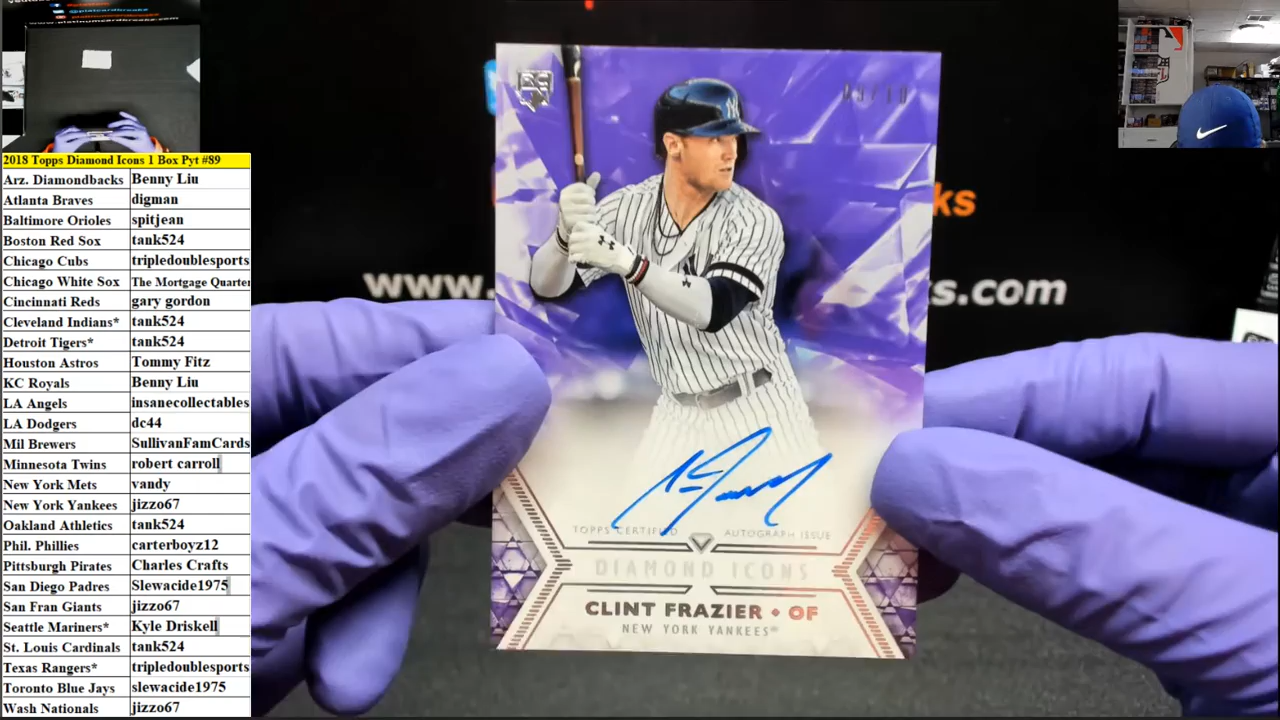 www.platinumcardbreaks.com
2018 Topps Diamond Icons 1 Box Pyt #89
Arz. Diamondbacks Benny Liu
Atlanta Braves digman
Baltimore Orioles spitjean
Boston Red Sox tank524
Chicago Cubs tripledoublesports
Chicago White Sox The Mortgage Quarter
Cincinnati Reds gary gordon
Cleveland Indians* tank524
Detroit Tigers* tank524
Houston Astros Tommy Fitz
KC Royals Benny Liu
LA Angels insanecollectables
LA Dodgers dc44
Mil Brewers SullivanFamCards
Minnesota Twins robert carroll
New York Mets vandy
New York Yankees jizzo67
Oakland Athletics tank524
Phil. Phillies carterboyz12
Pittsburgh Pirates Charles Crafts
San Diego Padres Slewacide1975
San Fran Giants jizzo67
Seattle Mariners* Kyle Driskell
St. Louis Cardinals tank524
Texas Rangers* tripledoublesports
Toronto Blue Jays slewacide1975
Wash Nationals jizzo67
ks
www. ks.com
TOPPS CERTIFIED AUTOGRAPH ISSUE
DIAMOND ICONS
CLINT FRAZIER • OF
NEW YORK YANKEES®